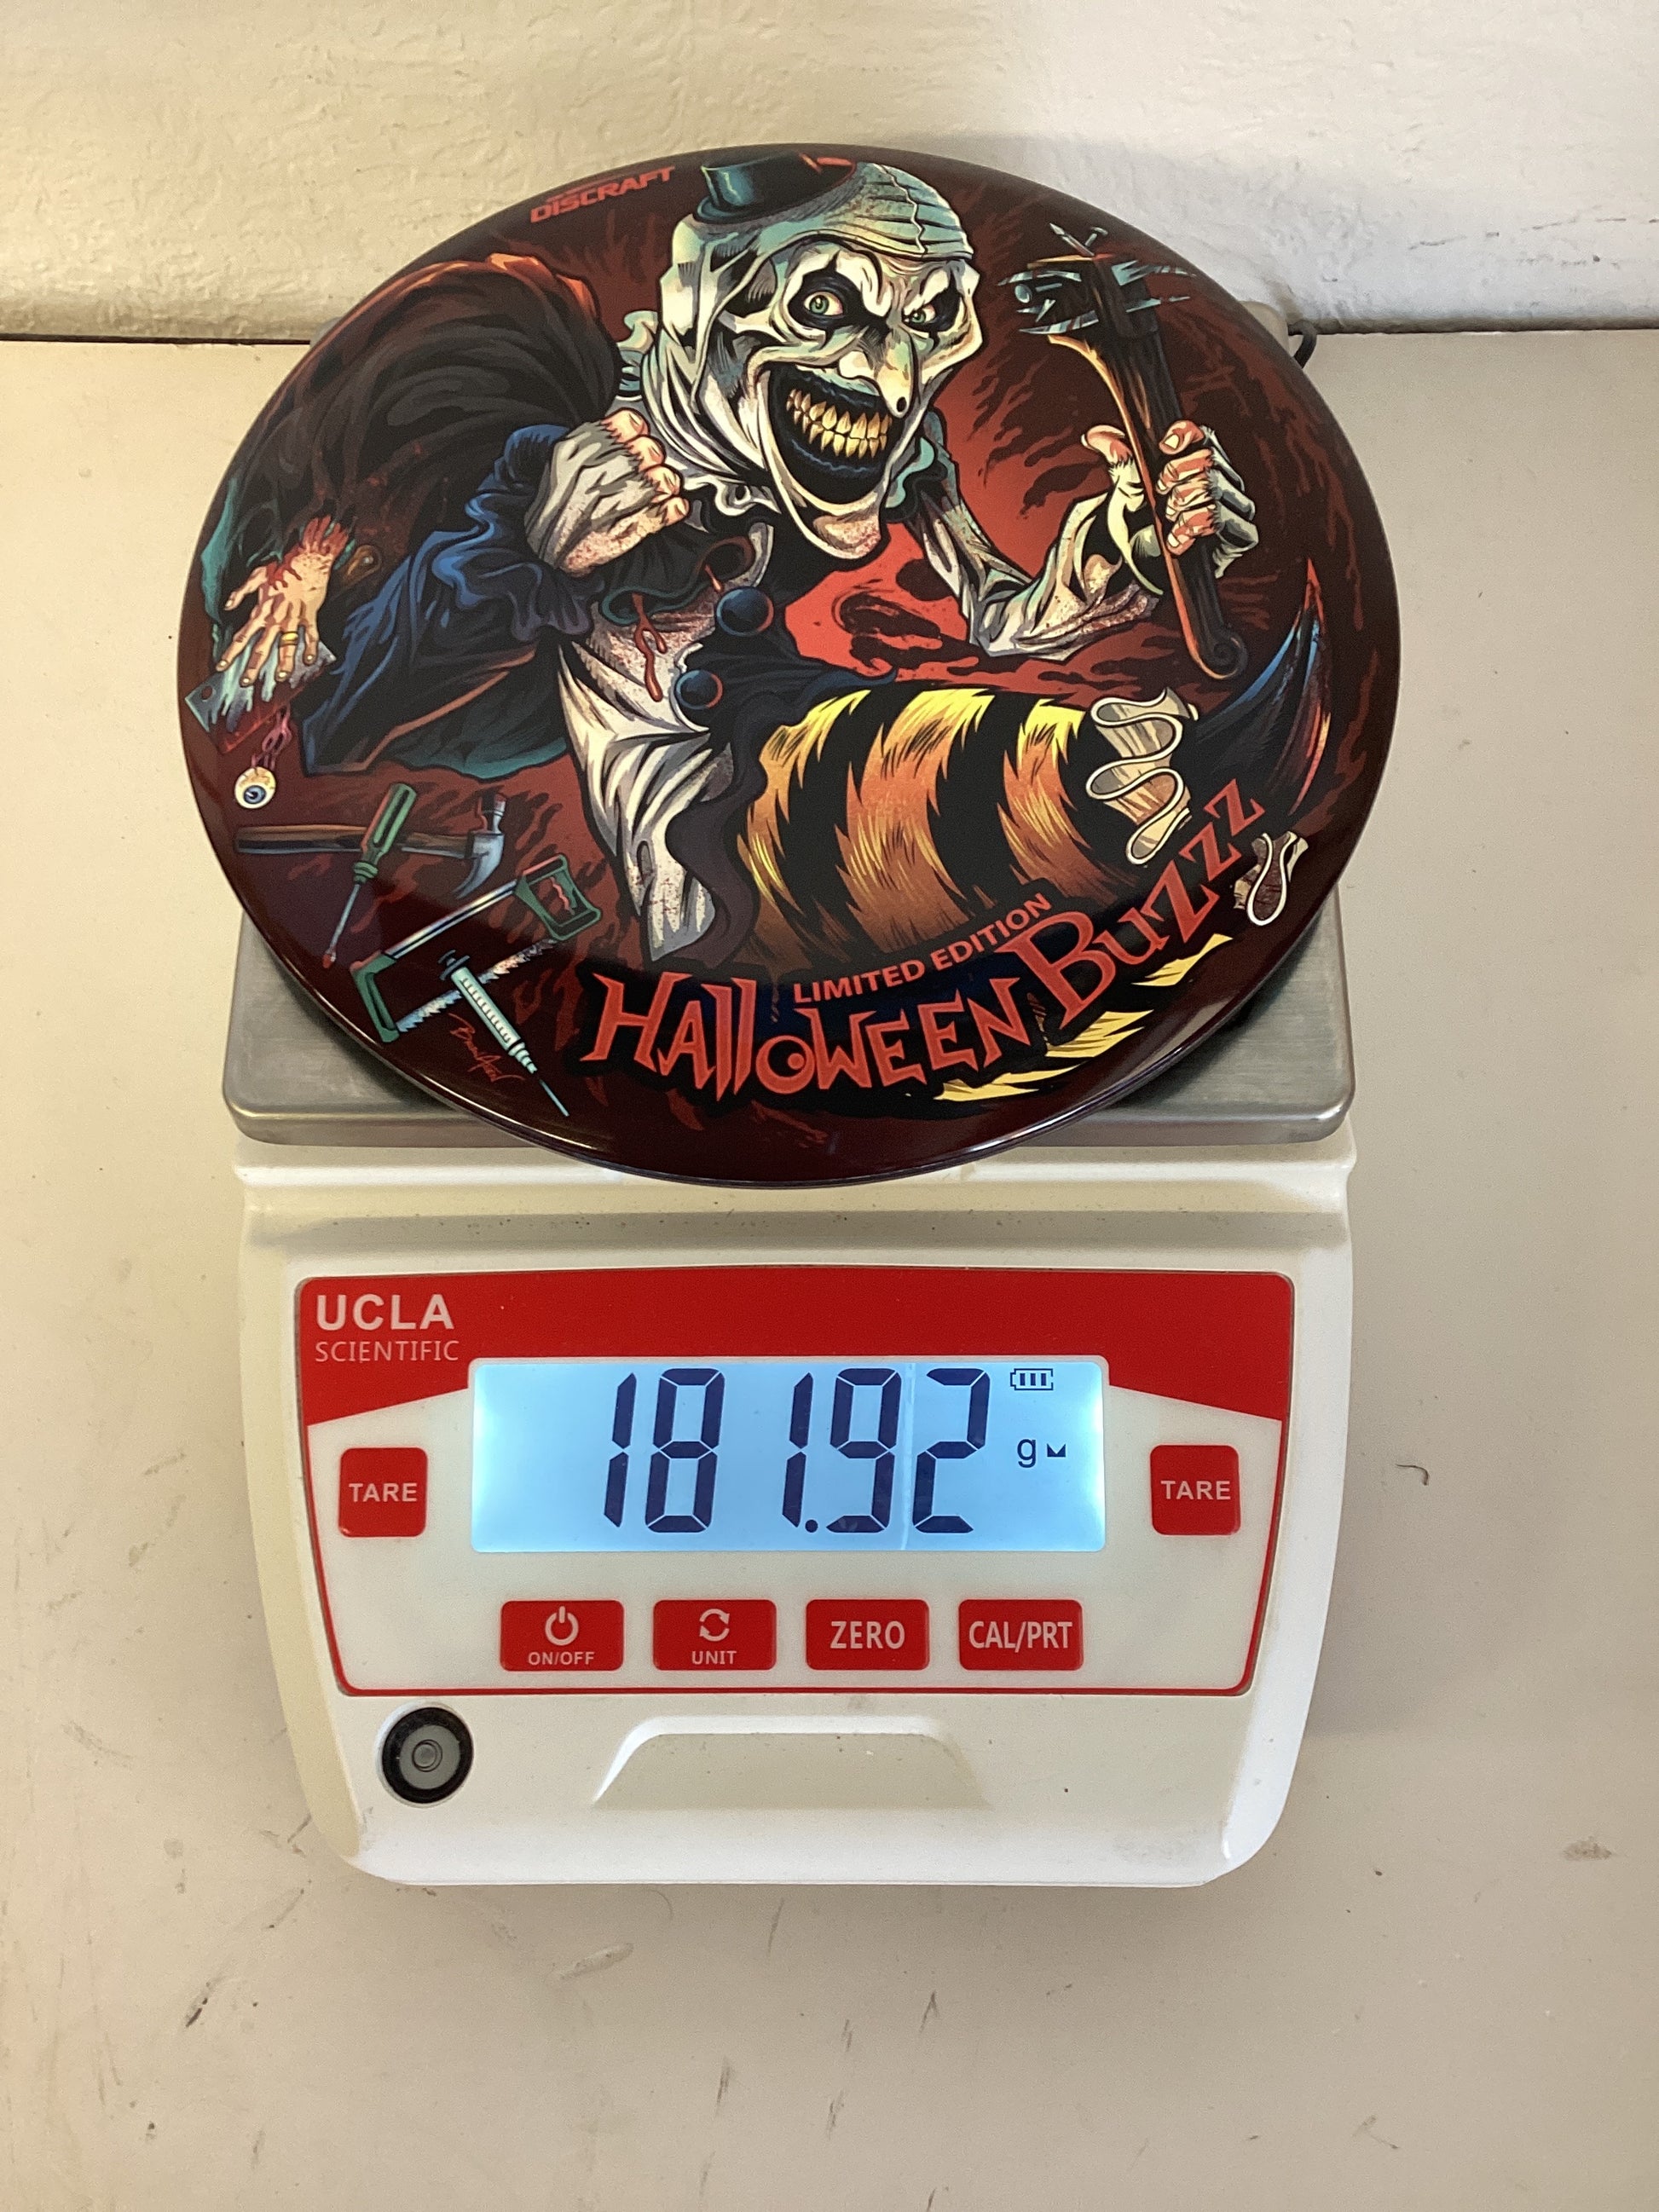 DISCRAFT
LIMITED EDITION
HALLOWEEN BUZZZ
UCLA
SCIENTIFIC
181.92 g
TARE
TARE
ON/OFF
UNIT
ZERO
CAL/PRT